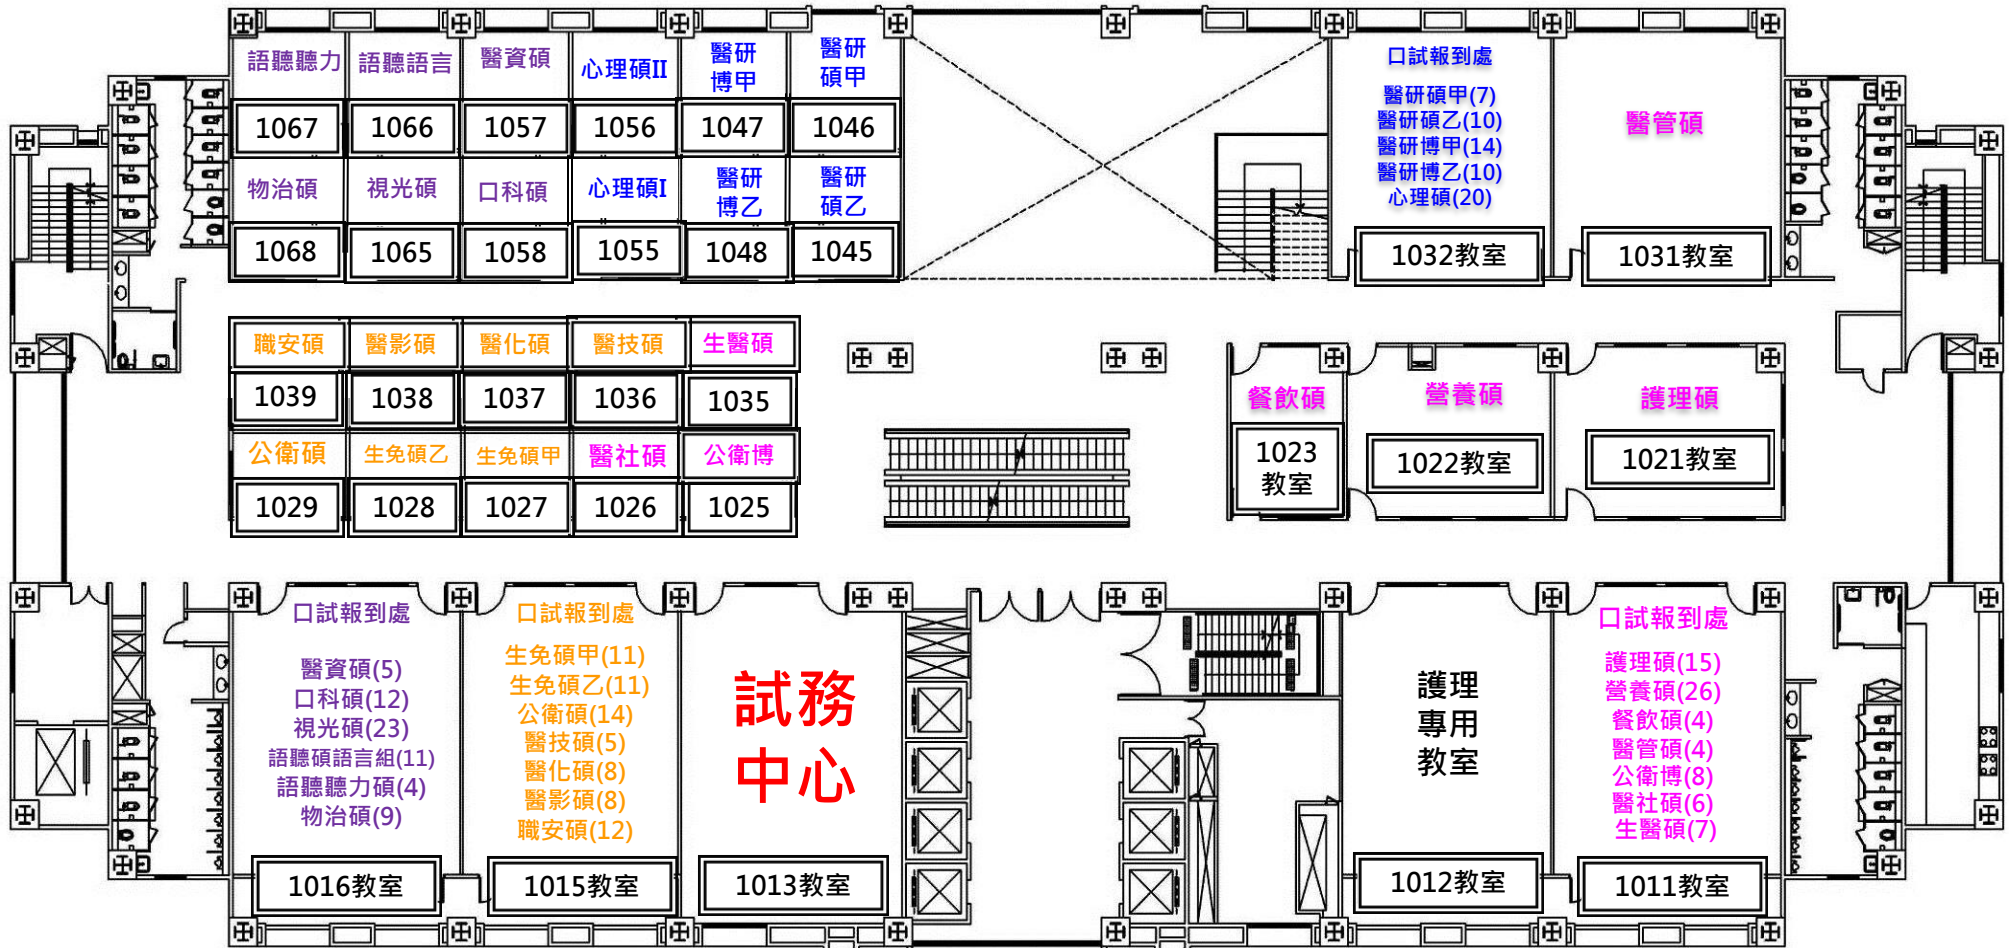 語聽聽力
語聽語言
醫資碩
心理碩II
醫研
博甲
醫研
碩甲
1067
1066
1057
1056
1047
1046
物治碩
視光碩
口科碩
心理碩I
醫研
博乙
醫研
碩乙
1068
1065
1058
1055
1048
1045
口試報到處
醫研碩甲(7)
醫研碩乙(10)
醫研博甲(14)
醫研博乙(10)
心理碩(20)
1032教室
醫管碩
1031教室
職安碩
醫影碩
醫化碩
醫技碩
生醫碩
1039
1038
1037
1036
1035
公衛碩
生免碩乙
生免碩甲
醫社碩
公衛博
1029
1028
1027
1026
1025
餐飲碩
1023
教室
營養碩
1022教室
護理碩
1021教室
口試報到處
醫資碩(5)
口科碩(12)
視光碩(23)
語聽碩語言組(11)
語聽聽力碩(4)
物治碩(9)
1016教室
口試報到處
生免碩甲(11)
生免碩乙(11)
公衛碩(14)
醫技碩(5)
醫化碩(8)
醫影碩(8)
職安碩(12)
1015教室
試務
中心
1013教室
護理
專用
教室
1012教室
口試報到處
護理碩(15)
營養碩(26)
餐飲碩(4)
醫管碩(4)
公衛博(8)
醫社碩(6)
生醫碩(7)
1011教室